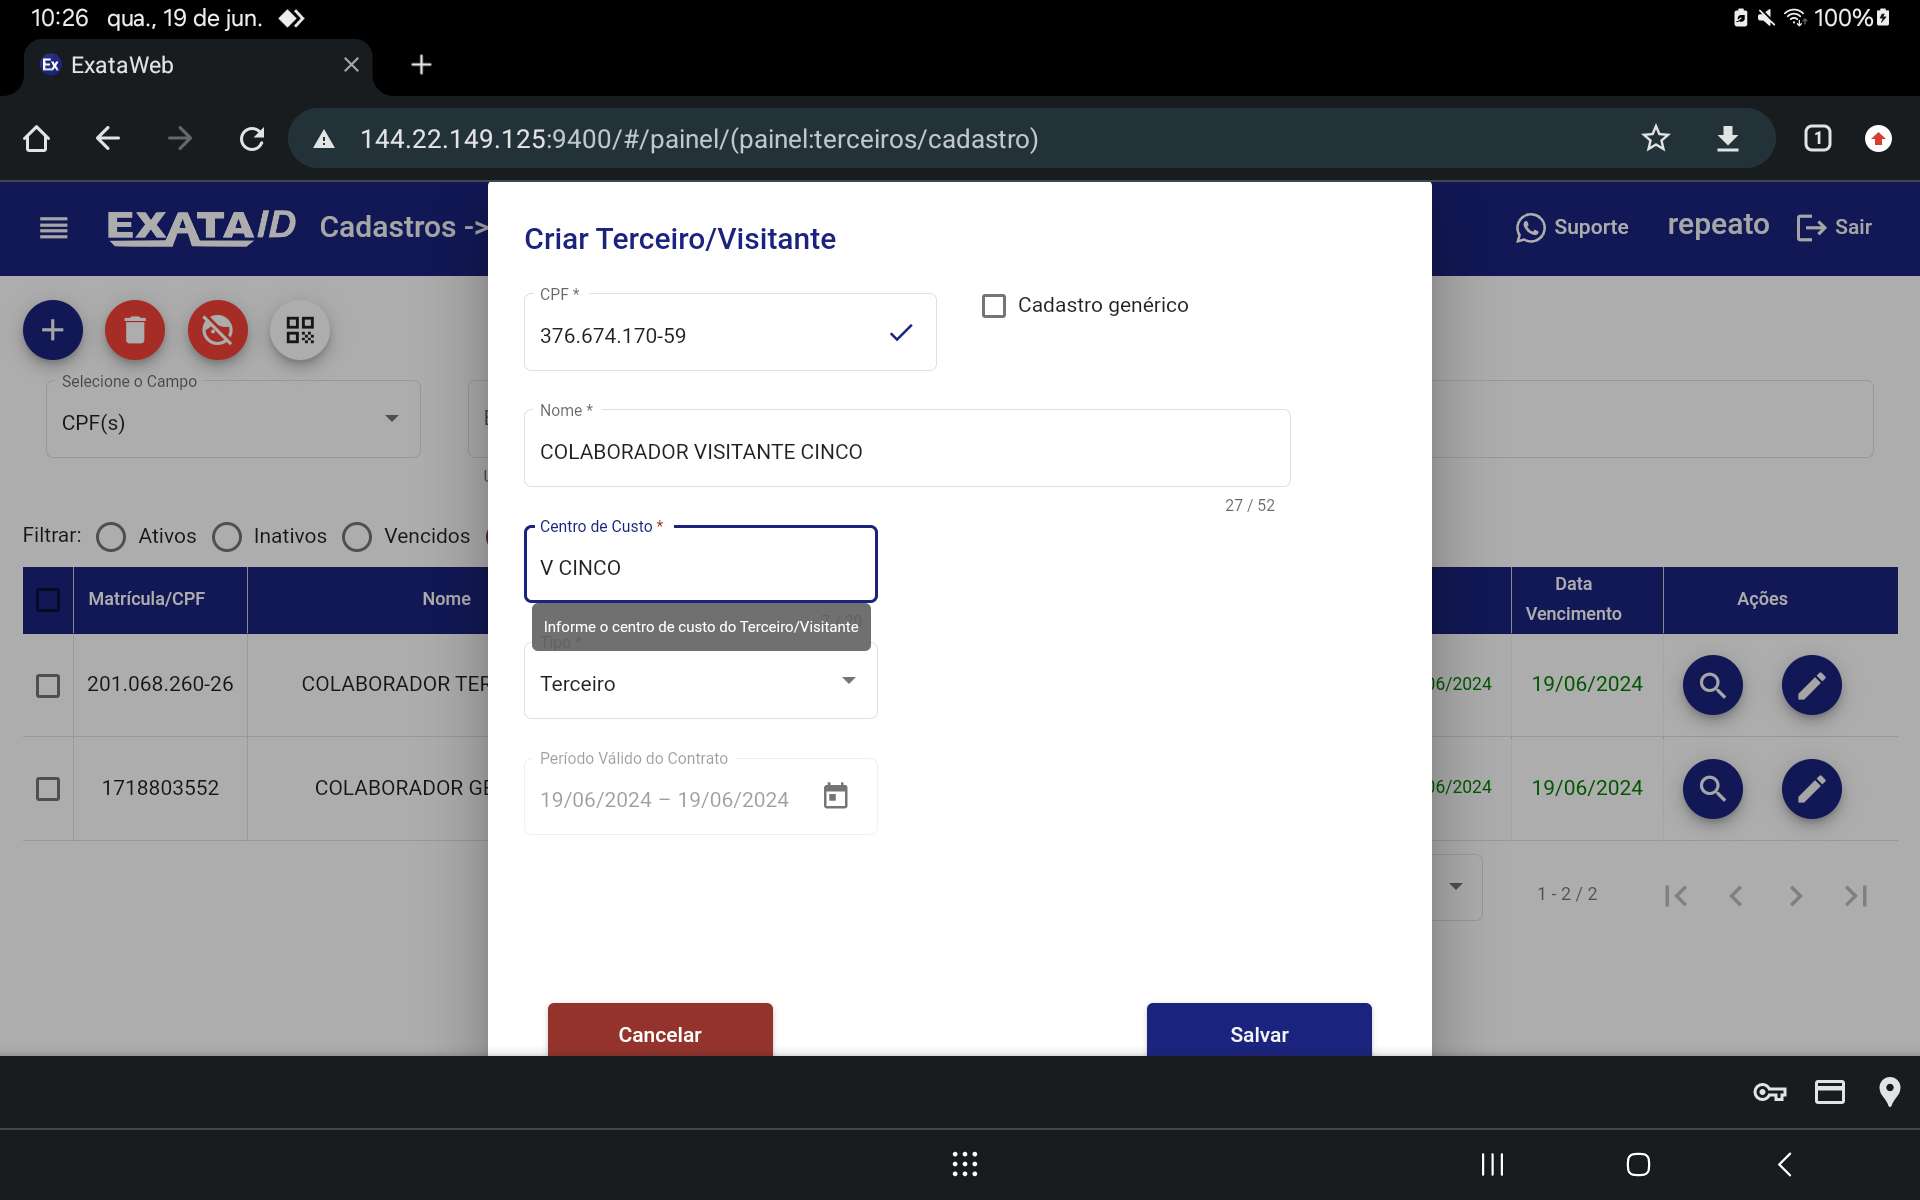 10:26 qua., 19 de jun. 100%
Ex ExataWeb
144.22.149.125:9400/#/painel/(painel:terceiros/cadastro) 1
EXATA/D Cadastros -> Suporte repeato Sair
Criar Terceiro/Visitante
CPF *
376.674.170-59
Cadastro genérico
Selecione o Campo
CPF(s)
Nome *
COLABORADOR VISITANTE CINCO
27 / 52
Filtrar: Ativos Inativos Vencidos
Centro de Custo *
V CINCO
Informe o centro de custo do Terceiro/Visitante
Tipo *
Terceiro
Período Válido do Contrato
19/06/2024 – 19/06/2024
Matrícula/CPF Nome Data Vencimento Ações
201.068.260-26 COLABORADOR TER 06/2024 19/06/2024
1718803552 COLABORADOR GE 06/2024 19/06/2024
1 - 2 / 2
Cancelar Salvar